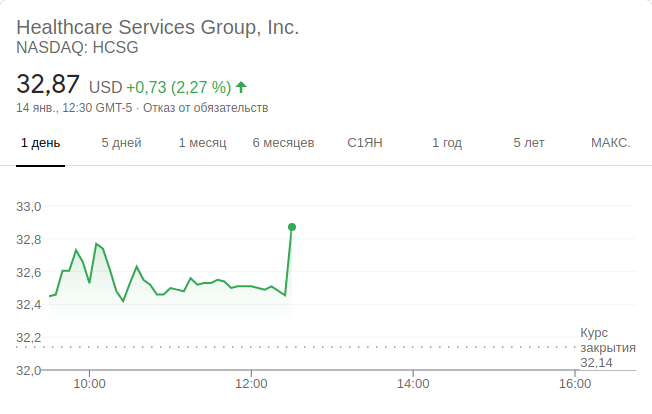 Healthcare Services Group, Inc.
NASDAQ: HCSG
32,87 USD +0,73 (2,27 %)
14 янв., 12:30 GMT-5 · Отказ от обязательств
1 день 5 дней 1 месяц 6 месяцев С1ЯН 1 год 5 лет МАКС.
33,0
32,8
32,6
32,4
32,2
32,0
Курс
закрытия
32,14
10:00 12:00 14:00 16:00